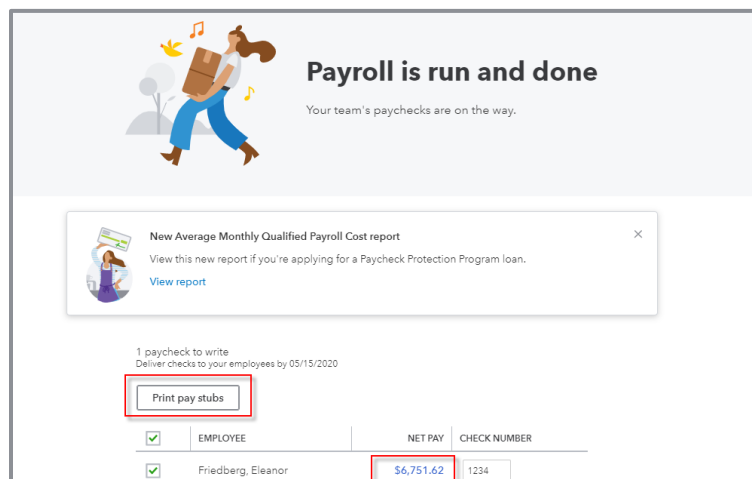 Payroll is run and done
Your team's paychecks are on the way.
New Average Monthly Qualified Payroll Cost report
View this new report if you're applying for a Paycheck Protection Program loan.
View report
1 paycheck to write
Deliver checks to your employees by 05/15/2020
Print pay stubs
EMPLOYEE NET PAY CHECK NUMBER
Friedberg, Eleanor $6,751.62 1234